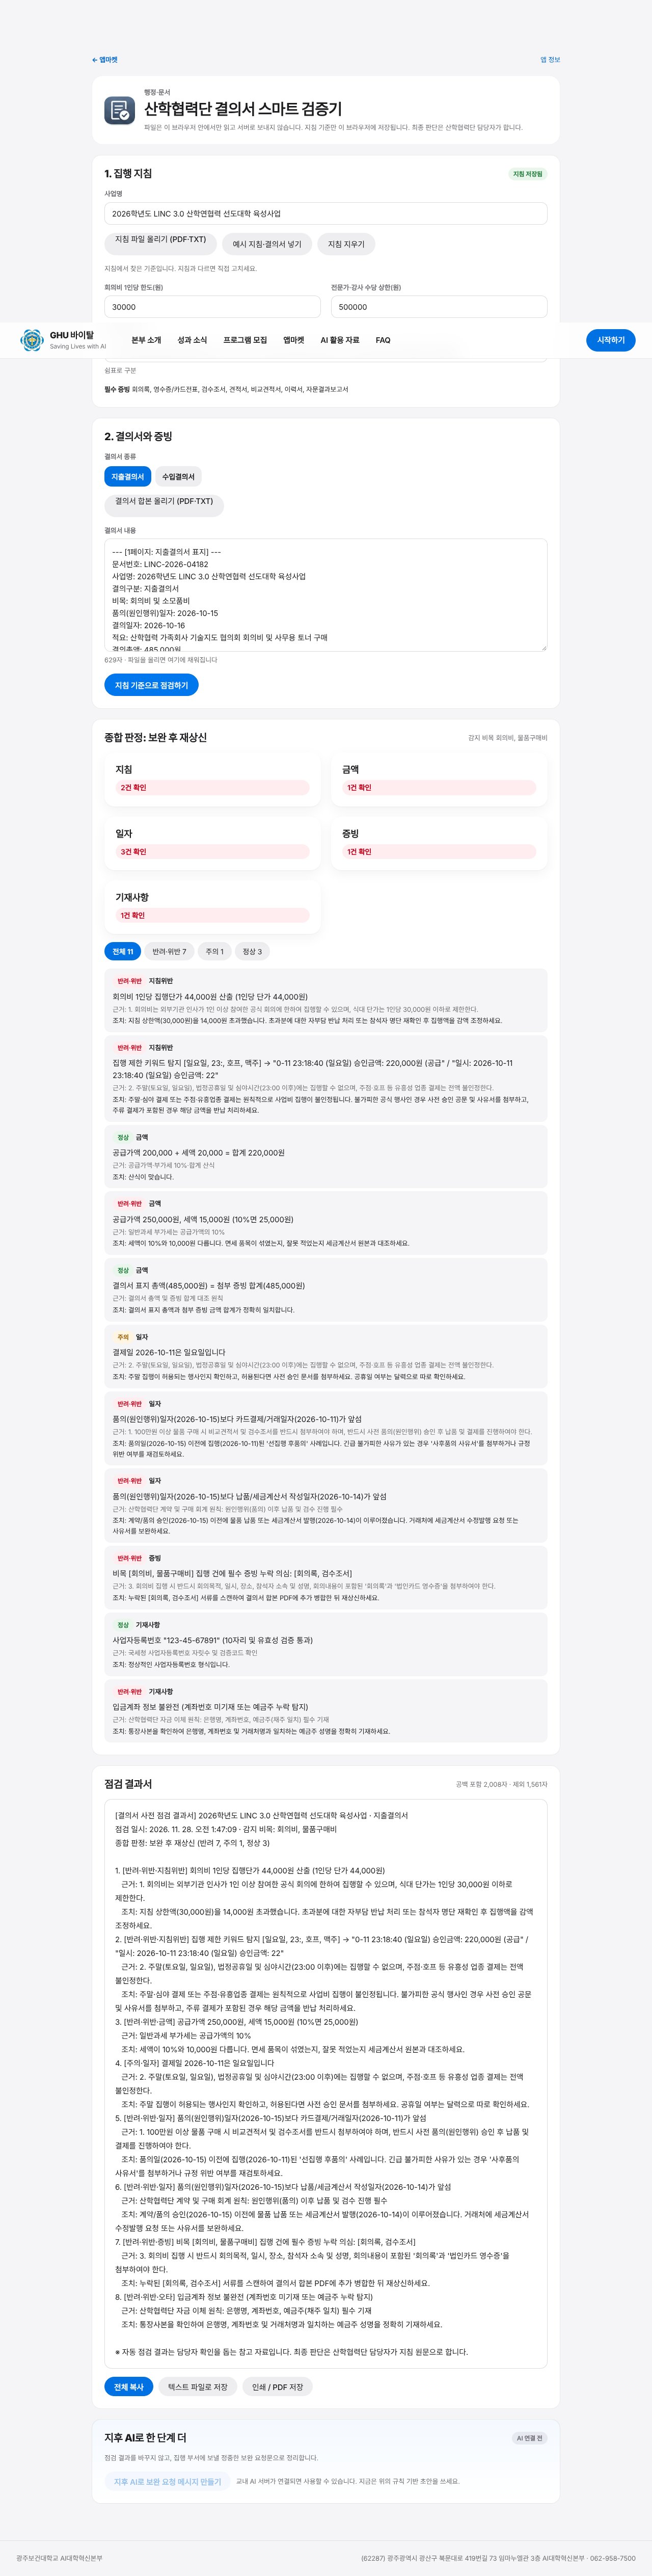 ← 앱마켓
앱 정보
행정·문서
산학협력단 결의서 스마트 검증기
파일은 이 브라우저 안에서만 읽고 서버로 보내지 않습니다. 지침 기준만 이 브라우저에 저장됩니다. 최종 판단은 산학협력단 담당자가 합니다.
1. 집행 지침
지침 저장됨
사업명
2026학년도 LINC 3.0 산학연협력 선도대학 육성사업
지침 파일 올리기 (PDF·TXT)
예시 지침·결의서 넣기
지침 지우기
지침에서 찾은 기준입니다. 지침과 다르면 직접 고치세요.
회의비 1인당 한도(원)
전문가·강사 수당 상한(원)
30000
500000
GHU 바이탈
Saving Lives with AI
본부 소개
성과 소식
프로그램 모집
앱마켓
AI 활용 자료
FAQ
시작하기
쉼표로 구분
필수 증빙 회의록, 영수증/카드전표, 검수조서, 견적서, 비교견적서, 이력서, 자문결과보고서
2. 결의서와 증빙
결의서 종류
지출결의서
수입결의서
결의서 합본 올리기 (PDF·TXT)
결의서 내용
--- [1페이지: 지출결의서 표지] ---
문서번호: LINC-2026-04182
사업명: 2026학년도 LINC 3.0 산학연협력 선도대학 육성사업
결의구분: 지출결의서
비목: 회의비 및 소모품비
품의(원인행위)일자: 2026-10-15
결의일자: 2026-10-16
적요: 산학협력 가족회사 기술지도 협의회 회의비 및 사무용 토너 구매
결의총액: 485,000원
629자 · 파일을 올리면 여기에 채워집니다
지침 기준으로 점검하기
종합 판정: 보완 후 재상신
감지 비목 회의비, 물품구매비
지침
2건 확인
금액
1건 확인
일자
3건 확인
증빙
1건 확인
기재사항
1건 확인
전체 11
반려·위반 7
주의 1
정상 3
반려·위반 지침위반
회의비 1인당 집행단가 44,000원 산출 (1인당 단가 44,000원)
근거: 1. 회의비는 외부기관 인사가 1인 이상 참여한 공식 회의에 한하여 집행할 수 있으며, 식대 단가는 1인당 30,000원 이하로 제한한다.
조치: 지침 상한액(30,000원)을 14,000원 초과했습니다. 초과분에 대한 자부담 반납 처리 또는 참석자 명단 재확인 후 집행액을 감액 조정하세요.
반려·위반 지침위반
집행 제한 키워드 탐지 [일요일, 23:, 호프, 맥주] → "0-11 23:18:40 (일요일) 승인금액: 220,000원 (공급" / "일시: 2026-10-11
23:18:40 (일요일) 승인금액: 22"
근거: 2. 주말(토요일, 일요일), 법정공휴일 및 심야시간(23:00 이후)에는 집행할 수 없으며, 주점·호프 등 유흥성 업종 결제는 전액 불인정한다.
조치: 주말·심야 결제 또는 주점·유흥업종 결제는 원칙적으로 사업비 집행이 불인정됩니다. 불가피한 공식 행사인 경우 사전 승인 공문 및 사유서를 첨부하고,
주류 결제가 포함된 경우 해당 금액을 반납 처리하세요.
정상 금액
공급가액 200,000 + 세액 20,000 = 합계 220,000원
근거: 공급가액·부가세 10%·합계 산식
조치: 산식이 맞습니다.
반려·위반 금액
공급가액 250,000원, 세액 15,000원 (10%면 25,000원)
근거: 일반과세 부가세는 공급가액의 10%
조치: 세액이 10%와 10,000원 다릅니다. 면세 품목이 섞였는지, 잘못 적었는지 세금계산서 원본과 대조하세요.
정상 금액
결의서 표지 총액(485,000원) = 첨부 증빙 합계(485,000원)
근거: 결의서 총액 및 증빙 합계 대조 원칙
조치: 결의서 표지 총액과 첨부 증빙 금액 합계가 정확히 일치합니다.
주의 일자
결제일 2026-10-11은 일요일입니다
근거: 2. 주말(토요일, 일요일), 법정공휴일 및 심야시간(23:00 이후)에는 집행할 수 없으며, 주점·호프 등 유흥성 업종 결제는 전액 불인정한다.
조치: 주말 집행이 허용되는 행사인지 확인하고, 허용된다면 사전 승인 문서를 첨부하세요. 공휴일 여부는 달력으로 따로 확인하세요.
반려·위반 일자
품의(원인행위)일자(2026-10-15)보다 카드결제/거래일자(2026-10-11)가 앞섬
근거: 1. 100만원 이상 물품 구매 시 비교견적서 및 검수조서를 반드시 첨부하여야 하며, 반드시 사전 품의(원인행위) 승인 후 납품 및 결제를 진행하여야 한다.
조치: 품의일(2026-10-15) 이전에 집행(2026-10-11)된 '선집행 후품의' 사례입니다. 긴급 불가피한 사유가 있는 경우 '사후품의 사유서'를 첨부하거나 규정
위반 여부를 재검토하세요.
반려·위반 일자
품의(원인행위)일자(2026-10-15)보다 납품/세금계산서 작성일자(2026-10-14)가 앞섬
근거: 산학협력단 계약 및 구매 회계 원칙: 원인행위(품의) 이후 납품 및 검수 진행 필수
조치: 계약/품의 승인(2026-10-15) 이전에 물품 납품 또는 세금계산서 발행(2026-10-14)이 이루어졌습니다. 거래처에 세금계산서 수정발행 요청 또는
사유서를 보완하세요.
반려·위반 증빙
비목 [회의비, 물품구매비] 집행 건에 필수 증빙 누락 의심: [회의록, 검수조서]
근거: 3. 회의비 집행 시 반드시 회의목적, 일시, 장소, 참석자 소속 및 성명, 회의내용이 포함된 '회의록'과 '법인카드 영수증'을 첨부하여야 한다.
조치: 누락된 [회의록, 검수조서] 서류를 스캔하여 결의서 합본 PDF에 추가 병합한 뒤 재상신하세요.
정상 기재사항
사업자등록번호 "123-45-67891" (10자리 및 유효성 검증 통과)
근거: 국세청 사업자등록번호 자릿수 및 검증코드 확인
조치: 정상적인 사업자등록번호 형식입니다.
반려·위반 기재사항
입금계좌 정보 불완전 (계좌번호 미기재 또는 예금주 누락 탐지)
근거: 산학협력단 자금 이체 원칙: 은행명, 계좌번호, 예금주(채주 일치) 필수 기재
조치: 통장사본을 확인하여 은행명, 계좌번호 및 거래처명과 일치하는 예금주 성명을 정확히 기재하세요.
점검 결과서
공백 포함 2,008자 · 제외 1,561자
[결의서 사전 점검 결과서] 2026학년도 LINC 3.0 산학연협력 선도대학 육성사업 · 지출결의서
점검 일시: 2026. 11. 28. 오전 1:47:09 · 감지 비목: 회의비, 물품구매비
종합 판정: 보완 후 재상신 (반려 7, 주의 1, 정상 3)
1. [반려·위반·지침위반] 회의비 1인당 집행단가 44,000원 산출 (1인당 단가 44,000원)
근거: 1. 회의비는 외부기관 인사가 1인 이상 참여한 공식 회의에 한하여 집행할 수 있으며, 식대 단가는 1인당 30,000원 이하로
제한한다.
조치: 지침 상한액(30,000원)을 14,000원 초과했습니다. 초과분에 대한 자부담 반납 처리 또는 참석자 명단 재확인 후 집행액을 감액
조정하세요.
2. [반려·위반·지침위반] 집행 제한 키워드 탐지 [일요일, 23:, 호프, 맥주] → "0-11 23:18:40 (일요일) 승인금액: 220,000원 (공급" /
"일시: 2026-10-11 23:18:40 (일요일) 승인금액: 22"
근거: 2. 주말(토요일, 일요일), 법정공휴일 및 심야시간(23:00 이후)에는 집행할 수 없으며, 주점·호프 등 유흥성 업종 결제는 전액
불인정한다.
조치: 주말·심야 결제 또는 주점·유흥업종 결제는 원칙적으로 사업비 집행이 불인정됩니다. 불가피한 공식 행사인 경우 사전 승인 공문
및 사유서를 첨부하고, 주류 결제가 포함된 경우 해당 금액을 반납 처리하세요.
3. [반려·위반·금액] 공급가액 250,000원, 세액 15,000원 (10%면 25,000원)
근거: 일반과세 부가세는 공급가액의 10%
조치: 세액이 10%와 10,000원 다릅니다. 면세 품목이 섞였는지, 잘못 적었는지 세금계산서 원본과 대조하세요.
4. [주의·일자] 결제일 2026-10-11은 일요일입니다
근거: 2. 주말(토요일, 일요일), 법정공휴일 및 심야시간(23:00 이후)에는 집행할 수 없으며, 주점·호프 등 유흥성 업종 결제는 전액
불인정한다.
조치: 주말 집행이 허용되는 행사인지 확인하고, 허용된다면 사전 승인 문서를 첨부하세요. 공휴일 여부는 달력으로 따로 확인하세요.
5. [반려·위반·일자] 품의(원인행위)일자(2026-10-15)보다 카드결제/거래일자(2026-10-11)가 앞섬
근거: 1. 100만원 이상 물품 구매 시 비교견적서 및 검수조서를 반드시 첨부하여야 하며, 반드시 사전 품의(원인행위) 승인 후 납품 및
결제를 진행하여야 한다.
조치: 품의일(2026-10-15) 이전에 집행(2026-10-11)된 '선집행 후품의' 사례입니다. 긴급 불가피한 사유가 있는 경우 '사후품의
사유서'를 첨부하거나 규정 위반 여부를 재검토하세요.
6. [반려·위반·일자] 품의(원인행위)일자(2026-10-15)보다 납품/세금계산서 작성일자(2026-10-14)가 앞섬
근거: 산학협력단 계약 및 구매 회계 원칙: 원인행위(품의) 이후 납품 및 검수 진행 필수
조치: 계약/품의 승인(2026-10-15) 이전에 물품 납품 또는 세금계산서 발행(2026-10-14)이 이루어졌습니다. 거래처에 세금계산서
수정발행 요청 또는 사유서를 보완하세요.
7. [반려·위반·증빙] 비목 [회의비, 물품구매비] 집행 건에 필수 증빙 누락 의심: [회의록, 검수조서]
근거: 3. 회의비 집행 시 반드시 회의목적, 일시, 장소, 참석자 소속 및 성명, 회의내용이 포함된 '회의록'과 '법인카드 영수증'을
첨부하여야 한다.
조치: 누락된 [회의록, 검수조서] 서류를 스캔하여 결의서 합본 PDF에 추가 병합한 뒤 재상신하세요.
8. [반려·위반·오타] 입금계좌 정보 불완전 (계좌번호 미기재 또는 예금주 누락 탐지)
근거: 산학협력단 자금 이체 원칙: 은행명, 계좌번호, 예금주(채주 일치) 필수 기재
조치: 통장사본을 확인하여 은행명, 계좌번호 및 거래처명과 일치하는 예금주 성명을 정확히 기재하세요.
※ 자동 점검 결과는 담당자 확인을 돕는 참고 자료입니다. 최종 판단은 산학협력단 담당자가 지침 원문으로 합니다.
전체 복사
텍스트 파일로 저장
인쇄 / PDF 저장
지후 AI로 한 단계 더
AI 연결 전
점검 결과를 바꾸지 않고, 집행 부서에 보낼 정중한 보완 요청문으로 정리합니다.
지후 AI로 보완 요청 메시지 만들기
교내 AI 서버가 연결되면 사용할 수 있습니다. 지금은 위의 규칙 기반 초안을 쓰세요.
광주보건대학교 AI대학혁신본부
(62287) 광주광역시 광산구 북문대로 419번길 73 임마누엘관 3층 AI대학혁신본부 · 062-958-7500